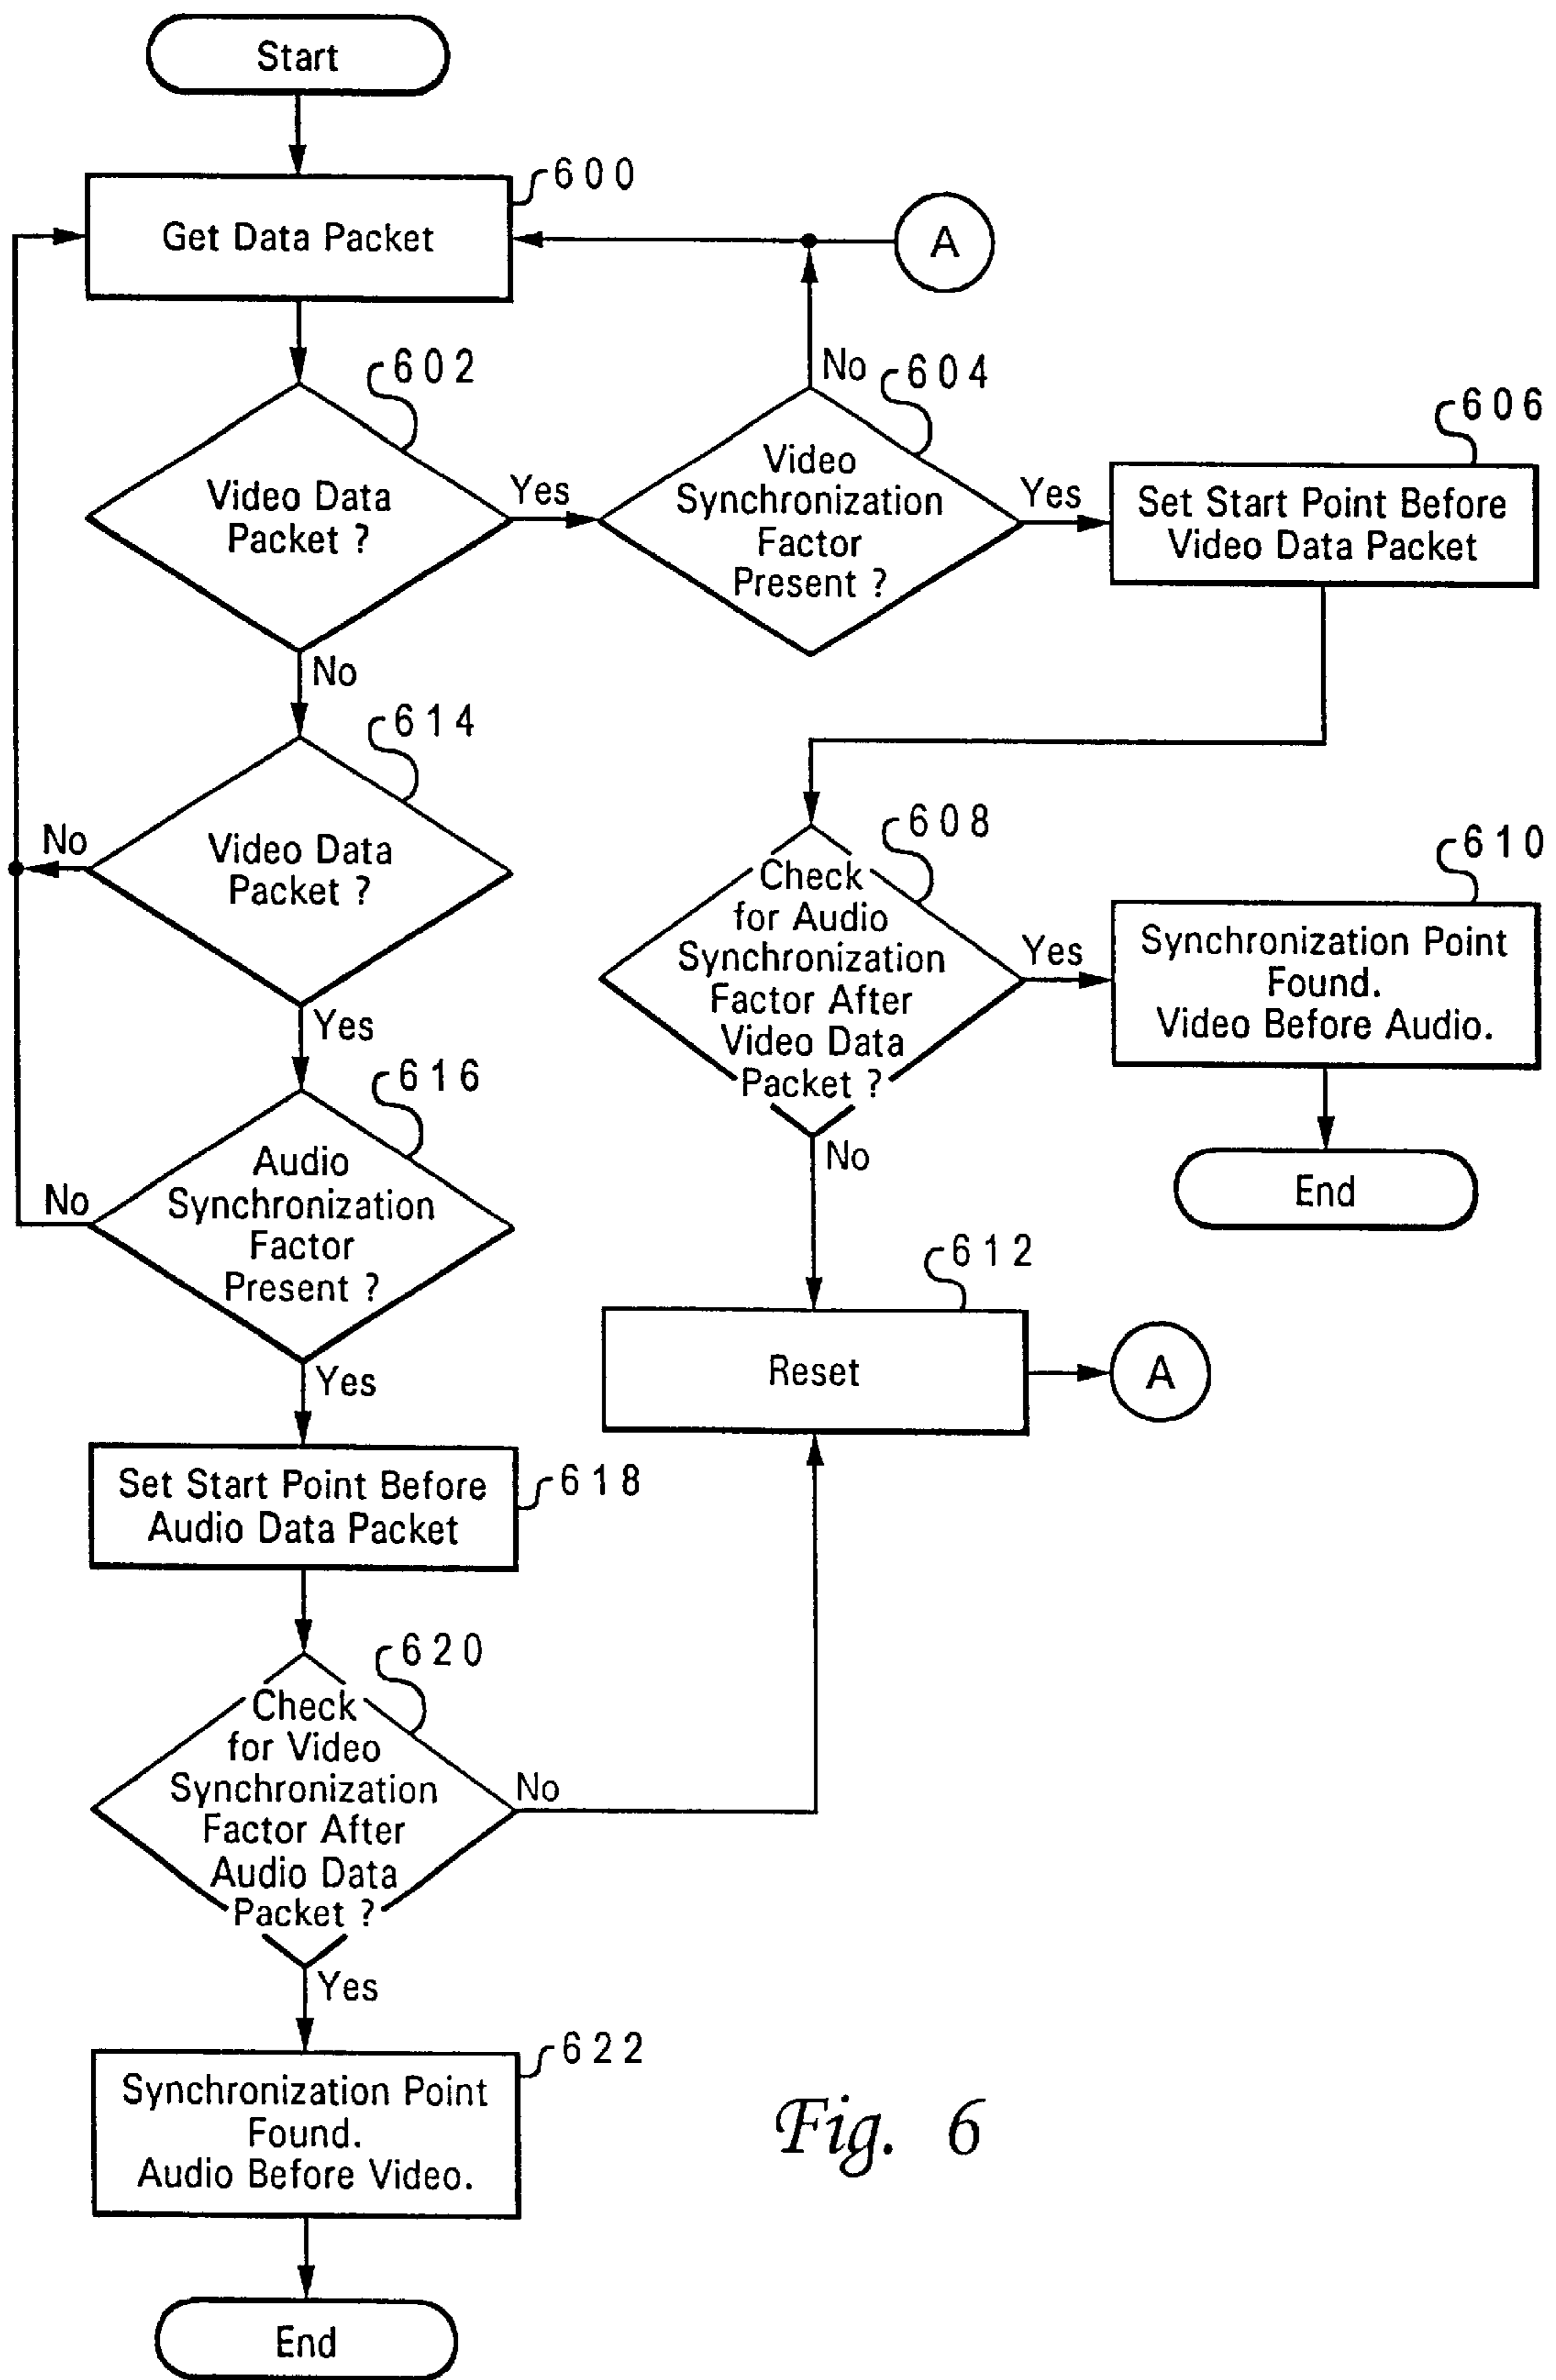 Start
600
Get Data Packet
A
602
Video Data
Packet ?
Yes
No
604
Video
Synchronization
Factor
Present ?
No
Yes
606
Set Start Point Before
Video Data Packet
614
Video Data
Packet ?
No
Yes
608
Check
for Audio
Synchronization
Factor After
Video Data
Packet ?
Yes
No
610
Synchronization Point
Found.
Video Before Audio.
End
616
Audio
Synchronization
Factor
Present ?
No
Yes
612
Reset
A
618
Set Start Point Before
Audio Data Packet
620
Check
for Video
Synchronization
Factor After
Audio Data
Packet ?
No
Yes
622
Synchronization Point
Found.
Audio Before Video.
End
Fig. 6